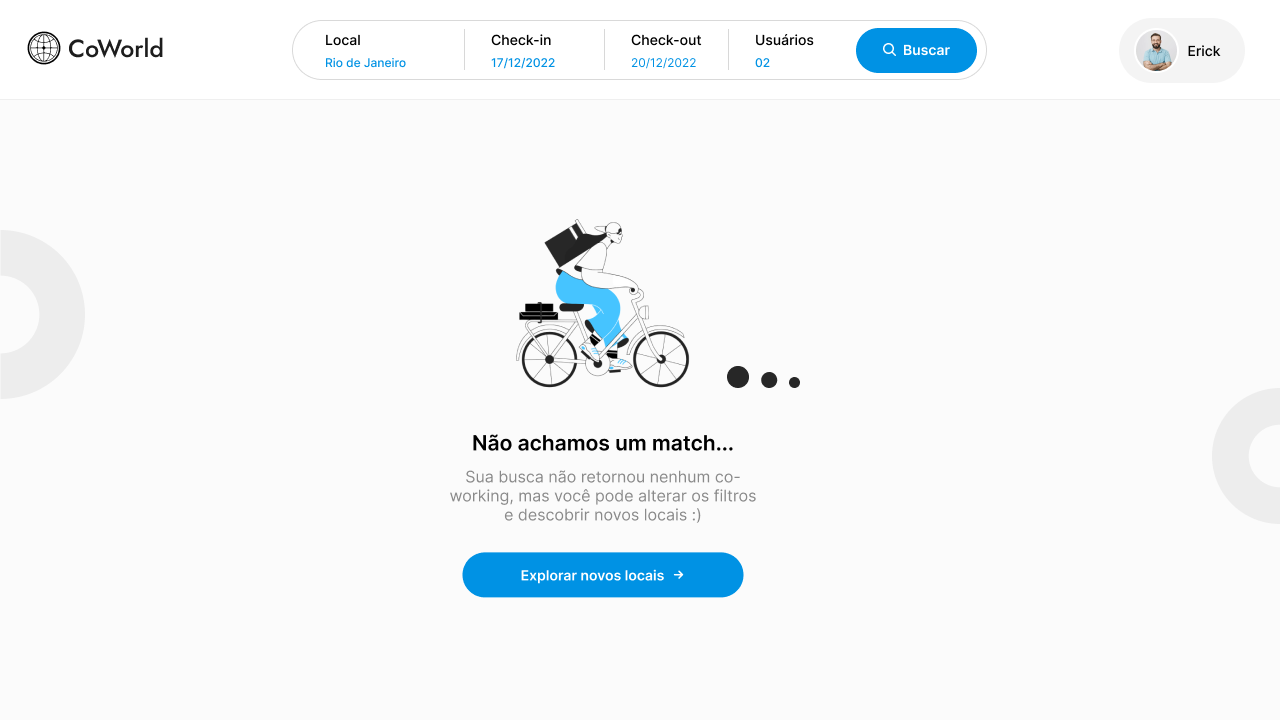 CoWorld
Local
Rio de Janeiro
Check-in
17/12/2022
Check-out
20/12/2022
Usuários
02
Buscar
Erick
Não achamos um match...
Sua busca não retornou nenhum co-
working, mas você pode alterar os filtros
e descobrir novos locais :)
Explorar novos locais →